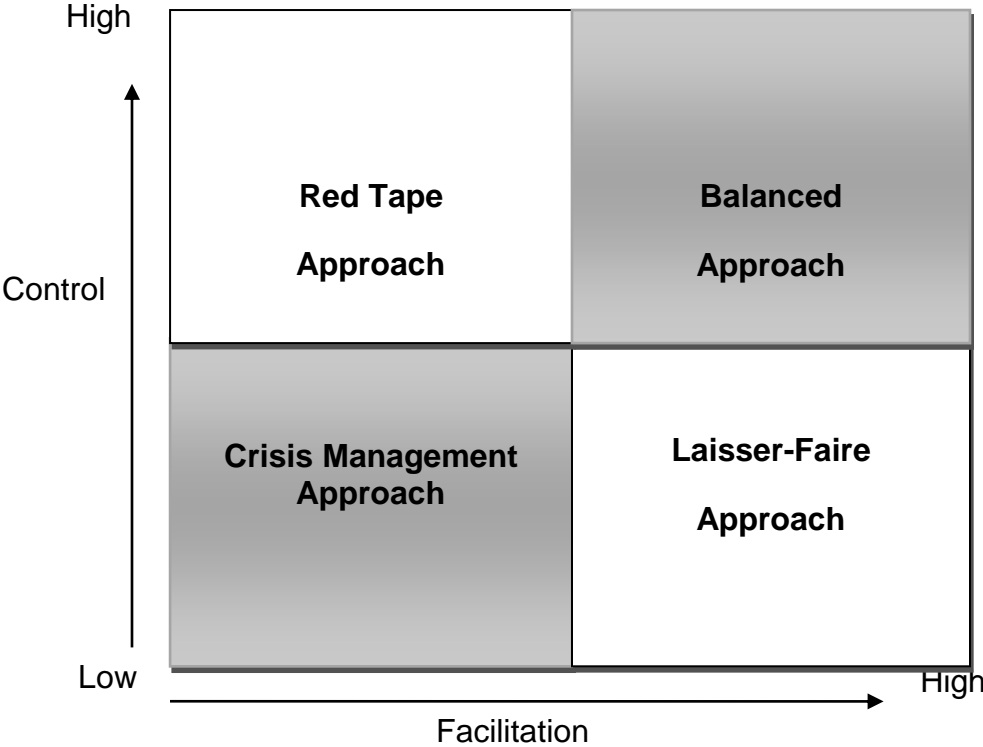 High
Red Tape
Approach
Balanced
Approach
Control
Crisis Management
Approach
Laisser-Faire
Approach
Low
High
Facilitation